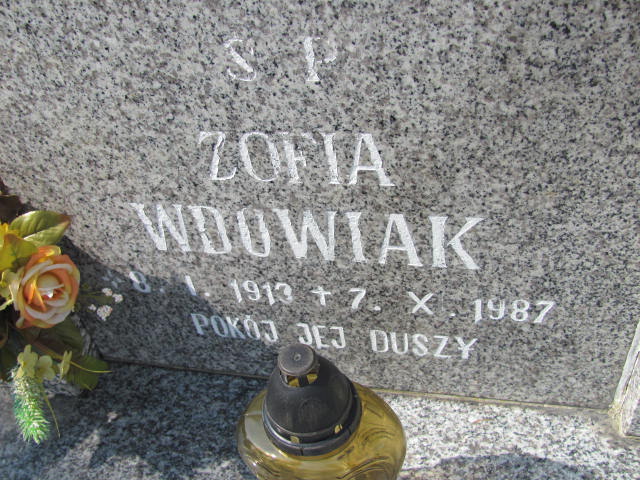 S P
ZOFIA
WDOWIAK
* 8. I. 1913 + 7. X. 1987
POKÓJ JEJ DUSZY